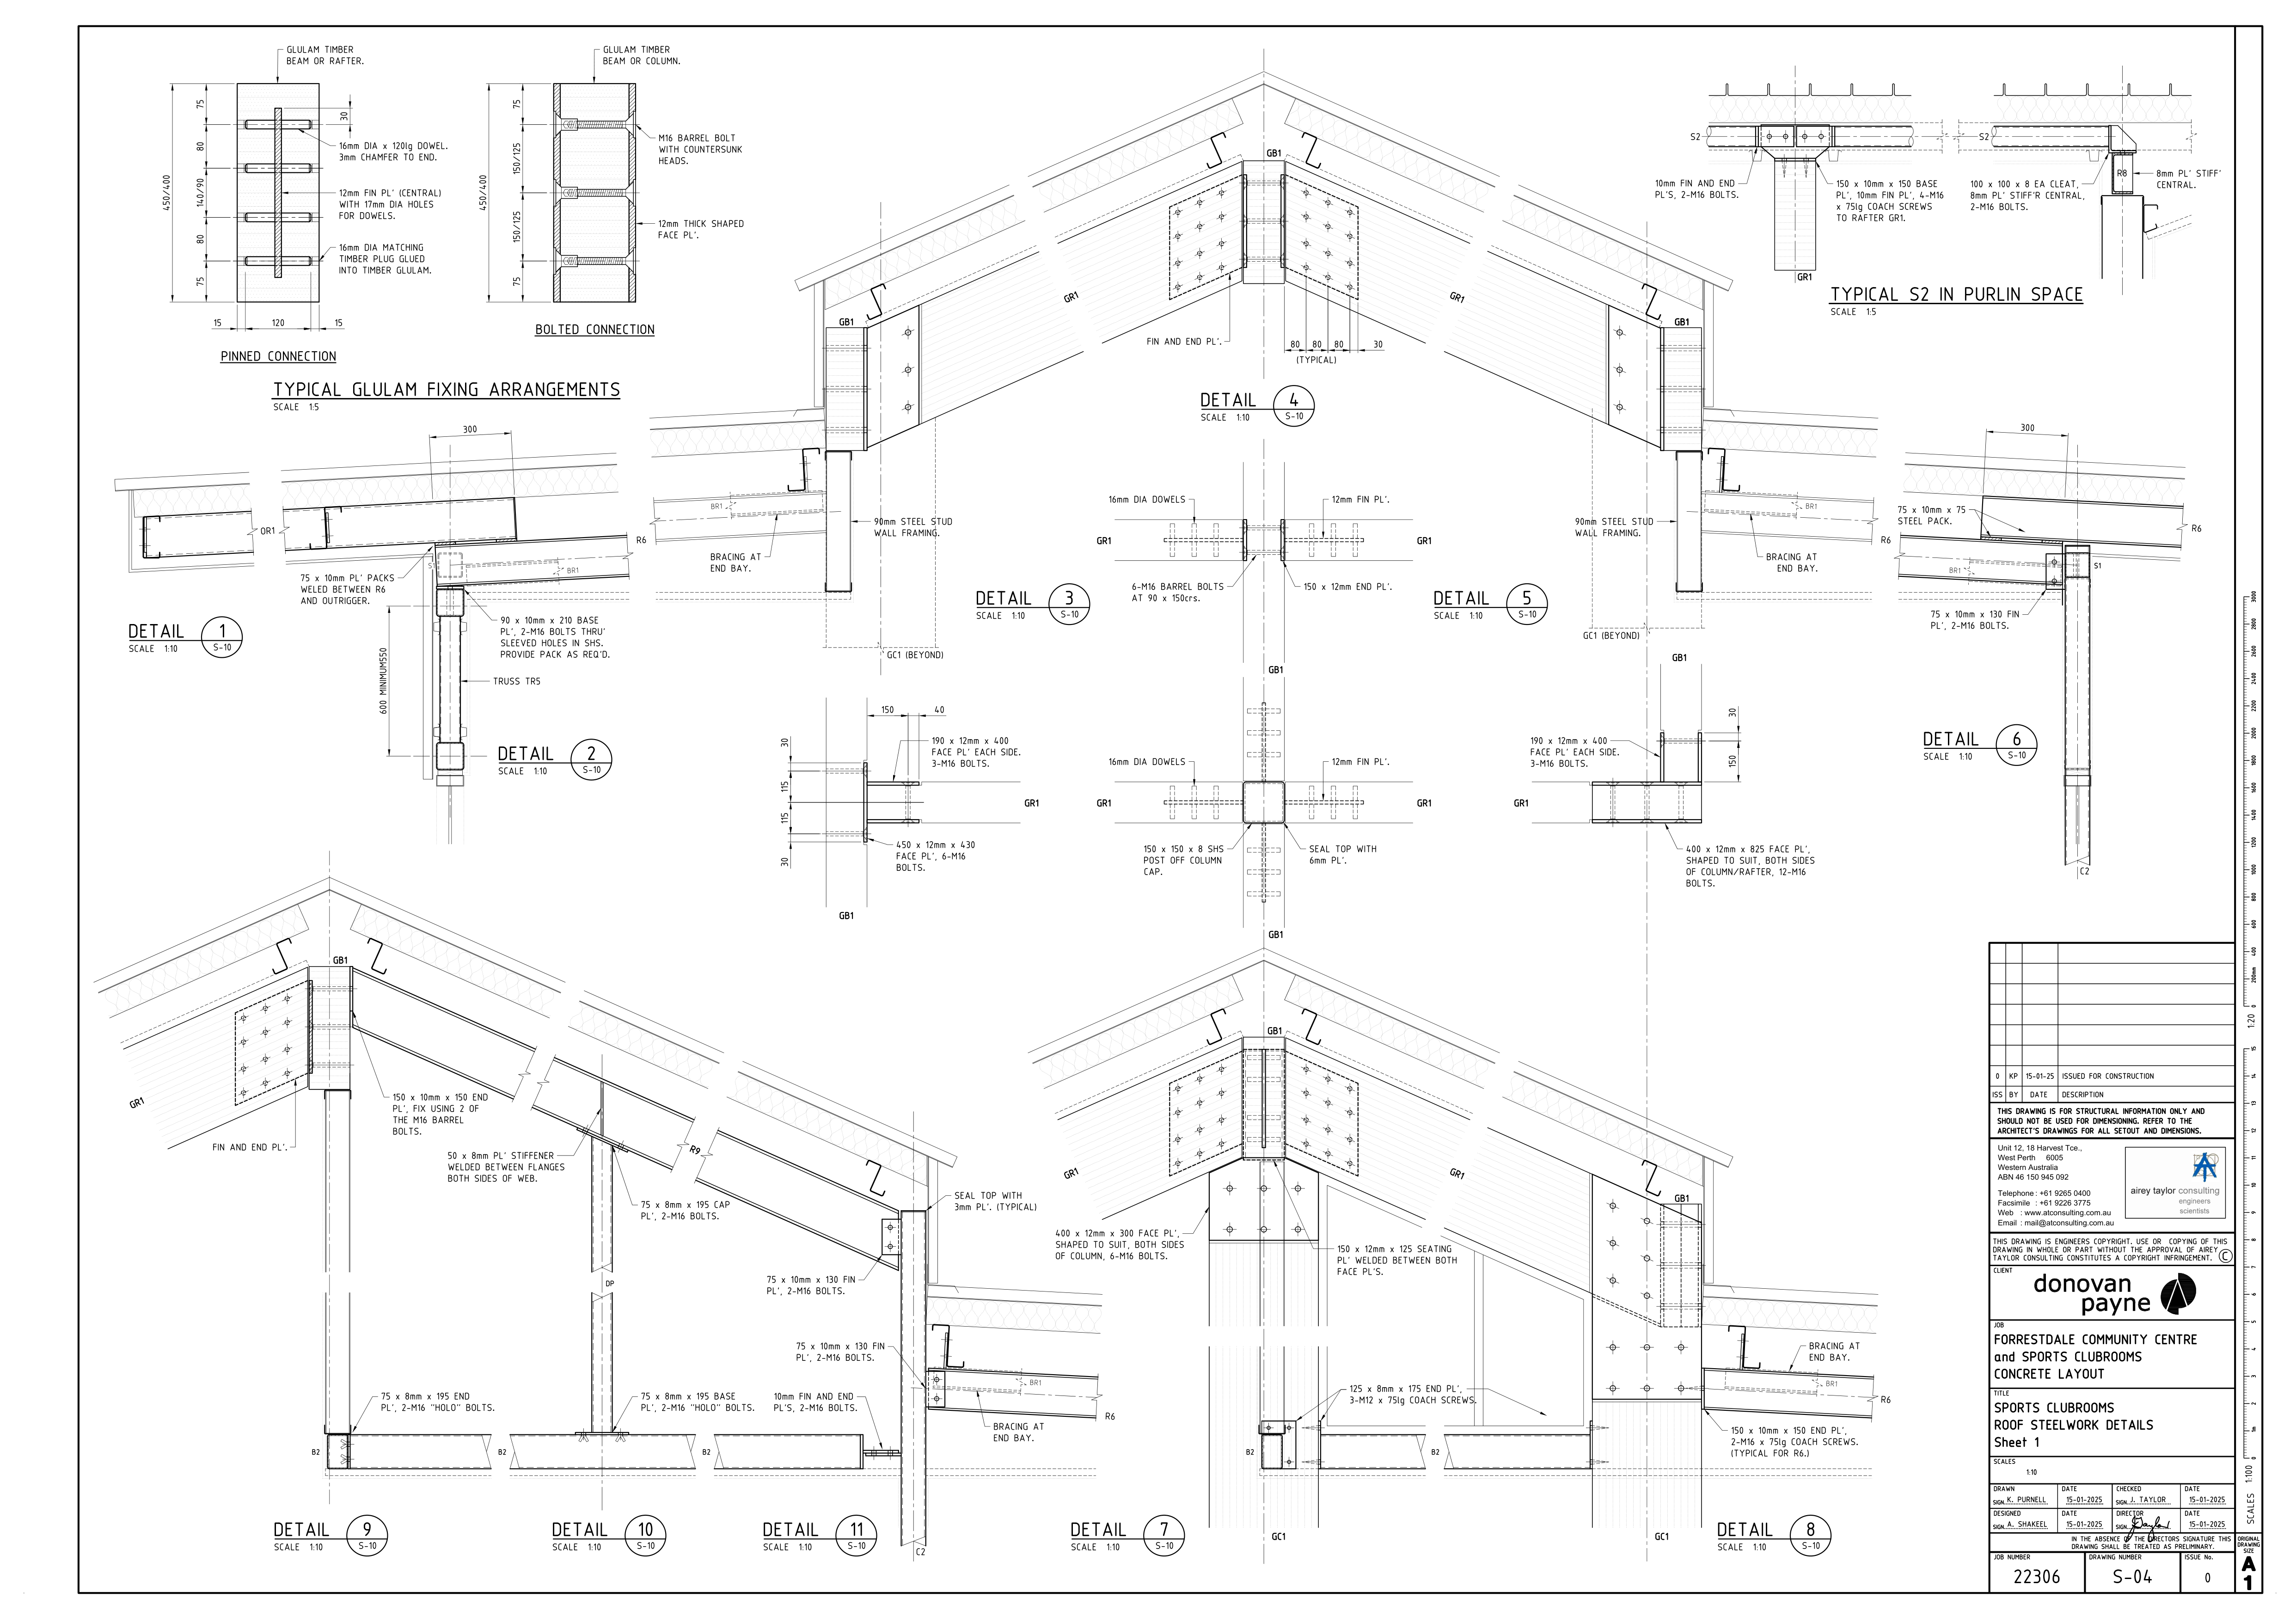 GLULAM TIMBER
BEAM OR RAFTER.
75
80
140/90
80
75
450/400
30
16mm DIA x 120lg DOWEL.
3mm CHAMFER TO END.
12mm FIN PL' (CENTRAL)
WITH 17mm DIA HOLES
FOR DOWELS.
16mm DIA MATCHING
TIMBER PLUG GLUED
INTO TIMBER GLULAM.
15
120
15
PINNED CONNECTION
GLULAM TIMBER
BEAM OR COLUMN.
75
150/125
150/125
75
450/400
M16 BARREL BOLT
WITH COUNTERSUNK
HEADS.
12mm THICK SHAPED
FACE PL'.
BOLTED CONNECTION
TYPICAL GLULAM FIXING ARRANGEMENTS
SCALE 1:5
300
OR1
R6
S1
BR1
75 x 10mm PL' PACKS
WELED BETWEEN R6
AND OUTRIGGER.
90 x 10mm x 210 BASE
PL', 2-M16 BOLTS THRU'
SLEEVED HOLES IN SHS.
PROVIDE PACK AS REQ'D.
600 MINIMUM550
TRUSS TR5
DETAIL 1
SCALE 1:10 S-10
DETAIL 2
SCALE 1:10 S-10
GB1
GR1
BR1
90mm STEEL STUD
WALL FRAMING.
BRACING AT
END BAY.
GC1 (BEYOND)
DETAIL 3
SCALE 1:10 S-10
150
40
30
115
115
30
190 x 12mm x 400
FACE PL' EACH SIDE.
3-M16 BOLTS.
GR1
450 x 12mm x 430
FACE PL', 6-M16
BOLTS.
GB1
GB1
GR1
FIN AND END PL'.
80 80 80 30
(TYPICAL)
DETAIL 4
SCALE 1:10 S-10
16mm DIA DOWELS
12mm FIN PL'.
GR1
GR1
6-M16 BARREL BOLTS
AT 90 x 150crs.
150 x 12mm END PL'.
GB1
16mm DIA DOWELS
12mm FIN PL'.
GR1
GR1
150 x 150 x 8 SHS
POST OFF COLUMN
CAP.
SEAL TOP WITH
6mm PL'.
GB1
GB1
90mm STEEL STUD
WALL FRAMING.
BR1
R6
BRACING AT
END BAY.
GC1 (BEYOND)
DETAIL 5
SCALE 1:10 S-10
GB1
190 x 12mm x 400
FACE PL' EACH SIDE.
3-M16 BOLTS.
30
150
GR1
400 x 12mm x 825 FACE PL',
SHAPED TO SUIT, BOTH SIDES
OF COLUMN/RAFTER, 12-M16
BOLTS.
S2
S2
10mm FIN AND END
PL'S, 2-M16 BOLTS.
150 x 10mm x 150 BASE
PL', 10mm FIN PL', 4-M16
x 75lg COACH SCREWS
TO RAFTER GR1.
GR1
100 x 100 x 8 EA CLEAT,
8mm PL' STIFF'R CENTRAL,
2-M16 BOLTS.
R8
8mm PL' STIFF'
CENTRAL.
TYPICAL S2 IN PURLIN SPACE
SCALE 1:5
300
75 x 10mm x 75
STEEL PACK.
R6
BR1
S1
75 x 10mm x 130 FIN
PL', 2-M16 BOLTS.
DETAIL 6
SCALE 1:10 S-10
C2
GB1
GR1
FIN AND END PL'.
150 x 10mm x 150 END
PL', FIX USING 2 OF
THE M16 BARREL
BOLTS.
50 x 8mm PL' STIFFENER
WELDED BETWEEN FLANGES
BOTH SIDES OF WEB.
75 x 8mm x 195 CAP
PL', 2-M16 BOLTS.
R9
SEAL TOP WITH
3mm PL'. (TYPICAL)
75 x 10mm x 130 FIN
PL', 2-M16 BOLTS.
DP
75 x 10mm x 130 FIN
PL', 2-M16 BOLTS.
75 x 8mm x 195 END
PL', 2-M16 "HOLO" BOLTS.
75 x 8mm x 195 BASE
PL', 2-M16 "HOLO" BOLTS.
10mm FIN AND END
PL'S, 2-M16 BOLTS.
BR1
R6
BRACING AT
END BAY.
B2
B2
B2
C2
DETAIL 9
SCALE 1:10 S-10
DETAIL 10
SCALE 1:10 S-10
DETAIL 11
SCALE 1:10 S-10
GB1
GR1
GR1
GB1
400 x 12mm x 300 FACE PL',
SHAPED TO SUIT, BOTH SIDES
OF COLUMN, 6-M16 BOLTS.
150 x 12mm x 125 SEATING
PL' WELDED BETWEEN BOTH
FACE PL'S.
125 x 8mm x 175 END PL',
3-M12 x 75lg COACH SCREWS.
BRACING AT
END BAY.
BR1
R6
150 x 10mm x 150 END PL',
2-M16 x 75lg COACH SCREWS.
(TYPICAL FOR R6.)
B2
B2
GC1
GC1
DETAIL 7
SCALE 1:10 S-10
DETAIL 8
SCALE 1:10 S-10
0 KP 15-01-25 ISSUED FOR CONSTRUCTION
ISS BY DATE DESCRIPTION
THIS DRAWING IS FOR STRUCTURAL INFORMATION ONLY AND
SHOULD NOT BE USED FOR DIMENSIONING. REFER TO THE
ARCHITECT'S DRAWINGS FOR ALL SETOUT AND DIMENSIONS.
Unit 12, 18 Harvest Tce.,
West Perth 6005
Western Australia
ABN 46 150 945 092
Telephone : +61 9265 0400
Facsimile : +61 9226 3775
Web : www.atconsulting.com.au
Email : mail@atconsulting.com.au
airey taylor consulting
engineers
scientists
THIS DRAWING IS ENGINEERS COPYRIGHT. USE OR COPYING OF THIS
DRAWING IN WHOLE OR PART WITHOUT THE APPROVAL OF AIREY
TAYLOR CONSULTING CONSTITUTES A COPYRIGHT INFRINGEMENT. ©
CLIENT
donovan
payne
JOB
FORRESTDALE COMMUNITY CENTRE
and SPORTS CLUBROOMS
CONCRETE LAYOUT
TITLE
SPORTS CLUBROOMS
ROOF STEELWORK DETAILS
Sheet 1
SCALES
1:10
DRAWN DATE CHECKED DATE
SIGN. K. PURNELL 15-01-2025 SIGN. J. TAYLOR 15-01-2025
DESIGNED DATE DIRECTOR DATE
SIGN. A. SHAKEEL 15-01-2025 SIGN. 15-01-2025
IN THE ABSENCE OF THE DIRECTORS SIGNATURE THIS
DRAWING SHALL BE TREATED AS PRELIMINARY.
JOB NUMBER DRAWING NUMBER ISSUE No.
22306 S-04 0
3000
2800
2600
2400
2200
2000
1800
1600
1400
1200
1000
800
600
400
200mm
0
1:20
15
14
13
12
11
10
9
8
7
6
5
4
3
2
1m
0
1:100
SCALES
ORIGINAL
DRAWING
SIZE
A
1